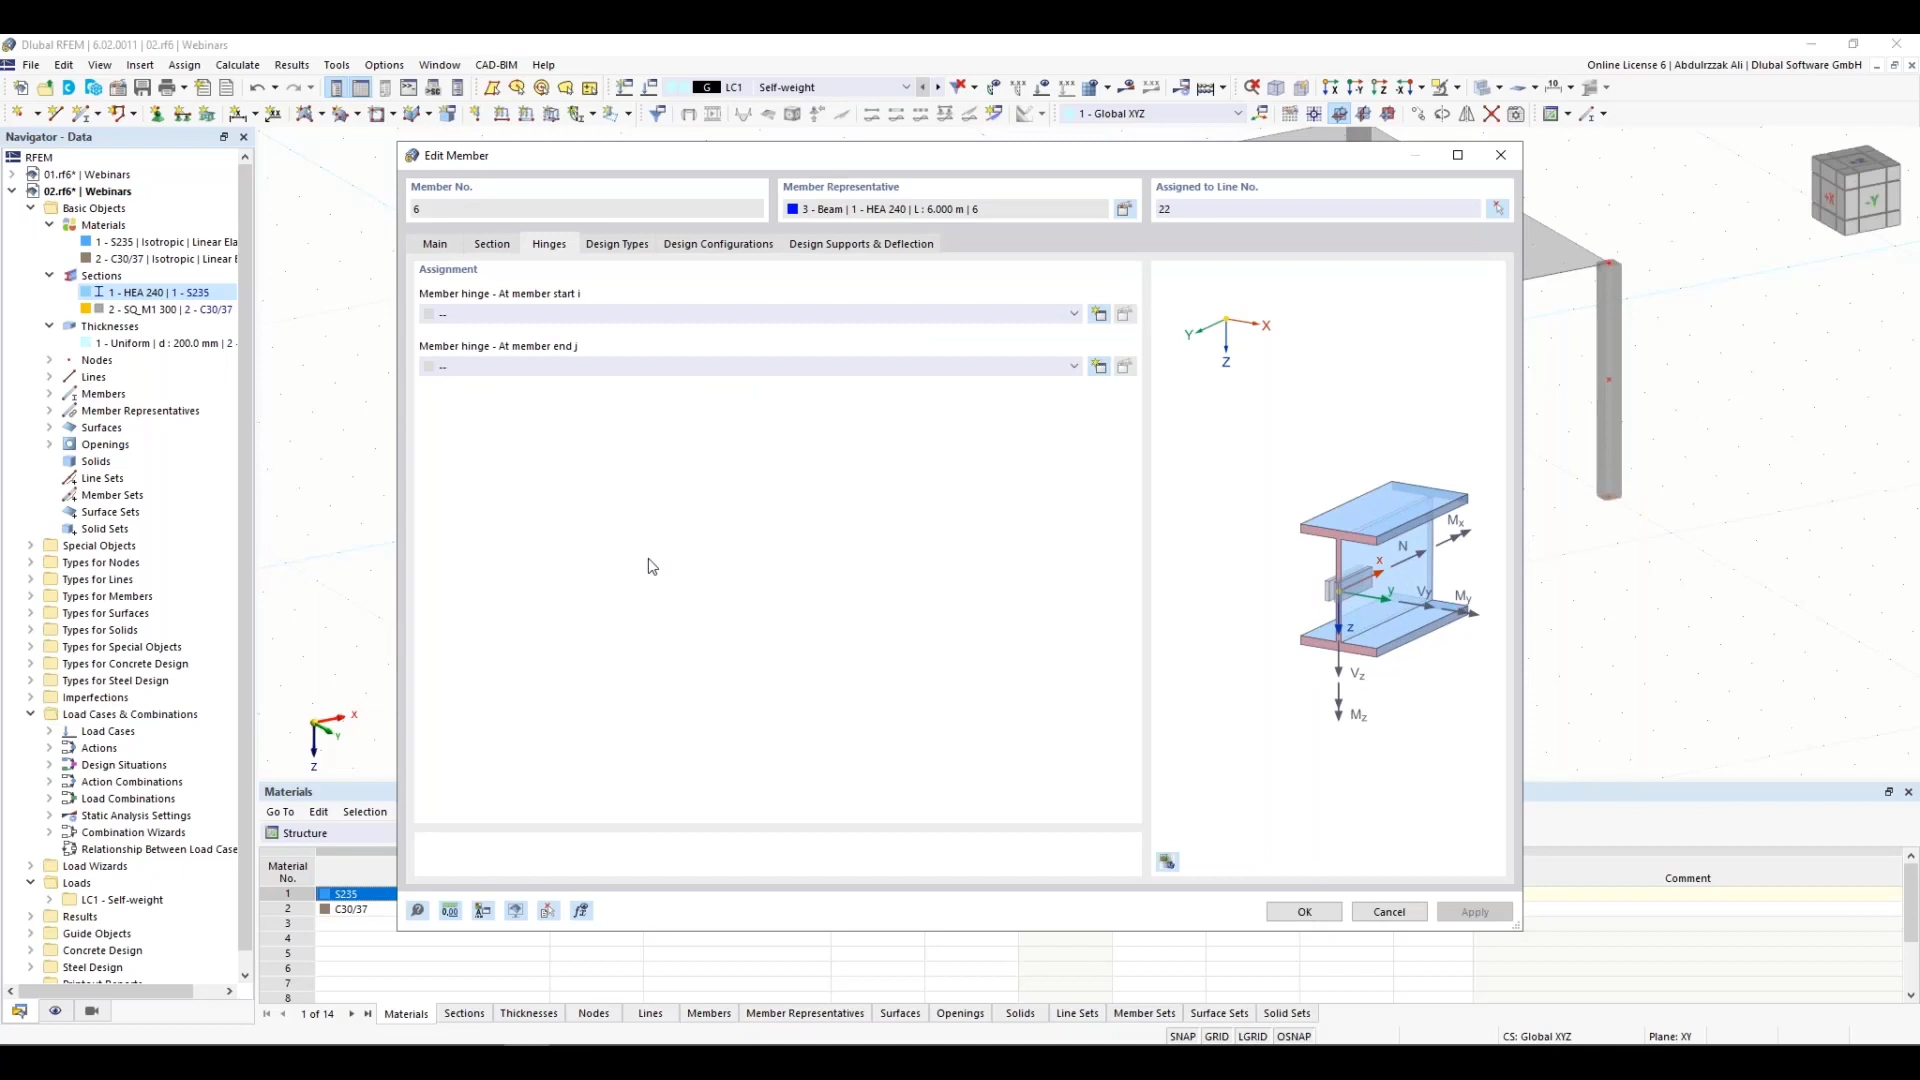 Dlubal RFEM | 6.02.0011 | 02.rf6 | Webinars
File Edit View Insert Assign Calculate Results Tools Options Window CAD-BIM Help
Online License 6 | Abdulrzzak Ali | Dlubal Software GmbH
G LC1 Self-weight
1 - Global XYZ
Navigator - Data
RFEM
01.rf6* | Webinars
02.rf6* | Webinars
Basic Objects
Materials
1 - S235 | Isotropic | Linear Ela
2 - C30/37 | Isotropic | Linear E
Sections
1 - HEA 240 | 1 - S235
2 - SQ_M1 300 | 2 - C30/37
Thicknesses
1 - Uniform | d : 200.0 mm | 2 -
Nodes
Lines
Members
Member Representatives
Surfaces
Openings
Solids
Line Sets
Member Sets
Surface Sets
Solid Sets
Special Objects
Types for Nodes
Types for Lines
Types for Members
Types for Surfaces
Types for Solids
Types for Special Objects
Types for Concrete Design
Types for Steel Design
Imperfections
Load Cases & Combinations
Load Cases
Actions
Design Situations
Action Combinations
Load Combinations
Static Analysis Settings
Combination Wizards
Relationship Between Load Case
Load Wizards
Loads
LC1 - Self-weight
Results
Guide Objects
Concrete Design
Steel Design
Edit Member
Member No.
6
Member Representative
3 - Beam | 1 - HEA 240 | L : 6.000 m | 6
Assigned to Line No.
22
Main Section Hinges Design Types Design Configurations Design Supports & Deflection
Assignment
Member hinge - At member start i
--
Member hinge - At member end j
--
Y X
Z
Mx
N
x
y
Vy
My
z
Vz
Mz
0,00
OK Cancel Apply
X
Y
Z
+X
-Y
Materials
Go To Edit Selection
Structure
Material
No.
Comment
1 S235
2 C30/37
3
4
5
6
7
8
1 of 14
Materials Sections Thicknesses Nodes Lines Members Member Representatives Surfaces Openings Solids Line Sets Member Sets Surface Sets Solid Sets
SNAP GRID LGRID OSNAP
CS: Global XYZ
Plane: XY